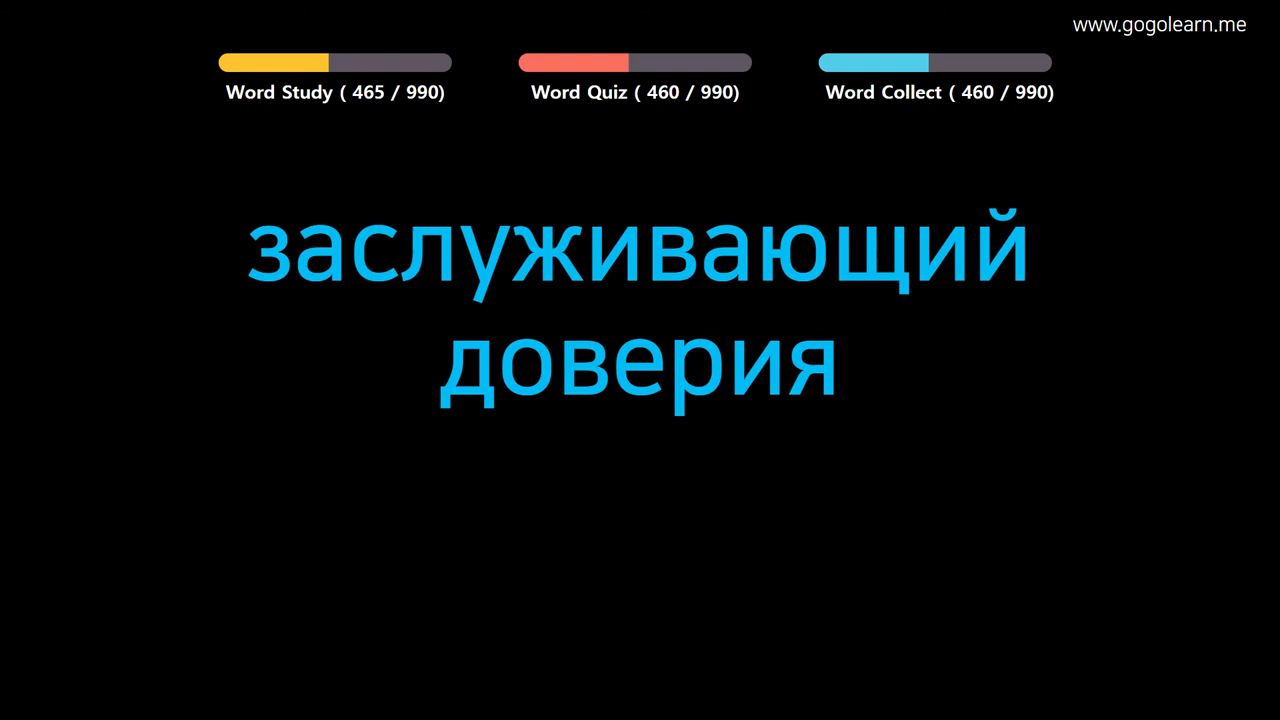 www.gogolearn.me
Word Study ( 465 / 990)
Word Quiz ( 460 / 990)
Word Collect ( 460 / 990)
заслуживающий
доверия